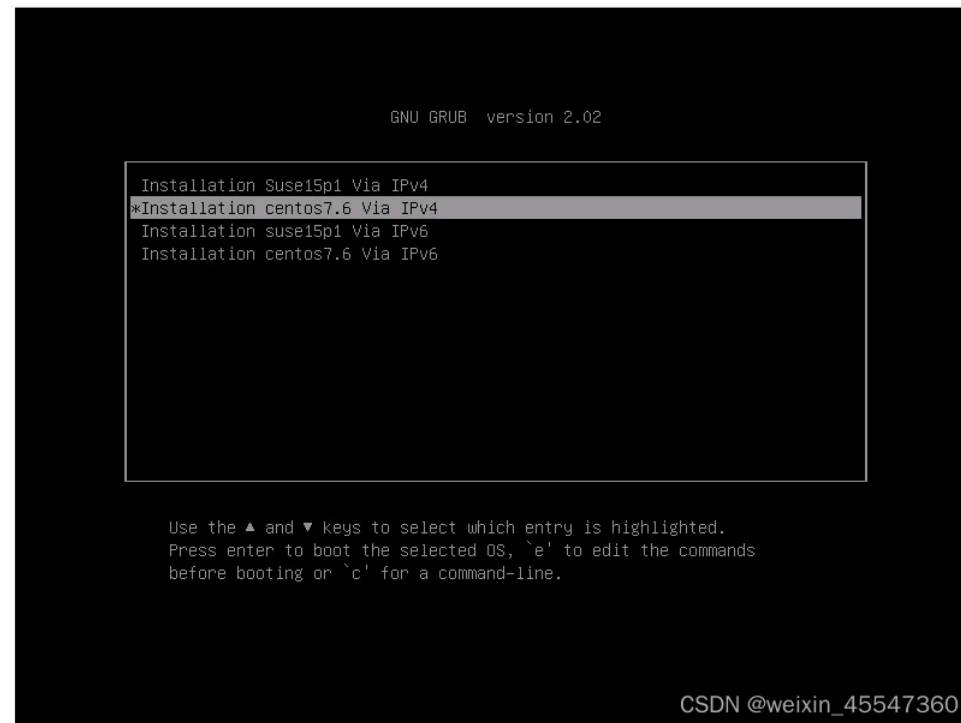 GNU GRUB  version 2.02
Installation Suse15p1 Via IPv4
*Installation centos7.6 Via IPv4
Installation suse15p1 Via IPv6
Installation centos7.6 Via IPv6
Use the ▲ and ▼ keys to select which entry is highlighted.
Press enter to boot the selected OS, `e' to edit the commands
before booting or `c' for a command-line.
CSDN @weixin_45547360